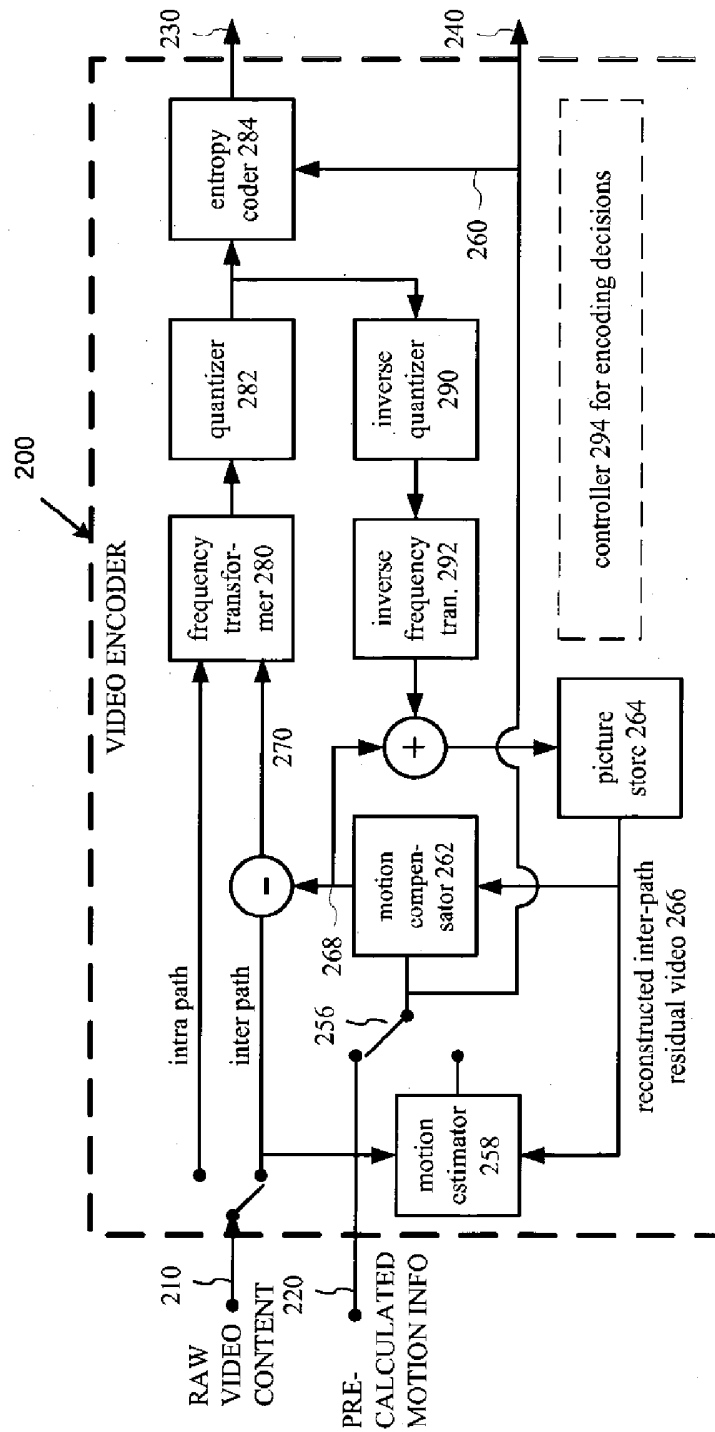 200
VIDEO ENCODER
RAW
VIDEO
CONTENT
210
intra path
inter path
270
frequency
transfor-
mer 280
quantizer
282
entropy
coder 284
230
PRE-
CALCULATED
MOTION INFO
220
256
268
motion
compen-
sator 262
-
+
inverse
frequency
tran. 292
inverse
quantizer
290
260
240
motion
estimator
258
picture
store 264
reconstructed inter-path
residual video 266
controller 294 for encoding decisions